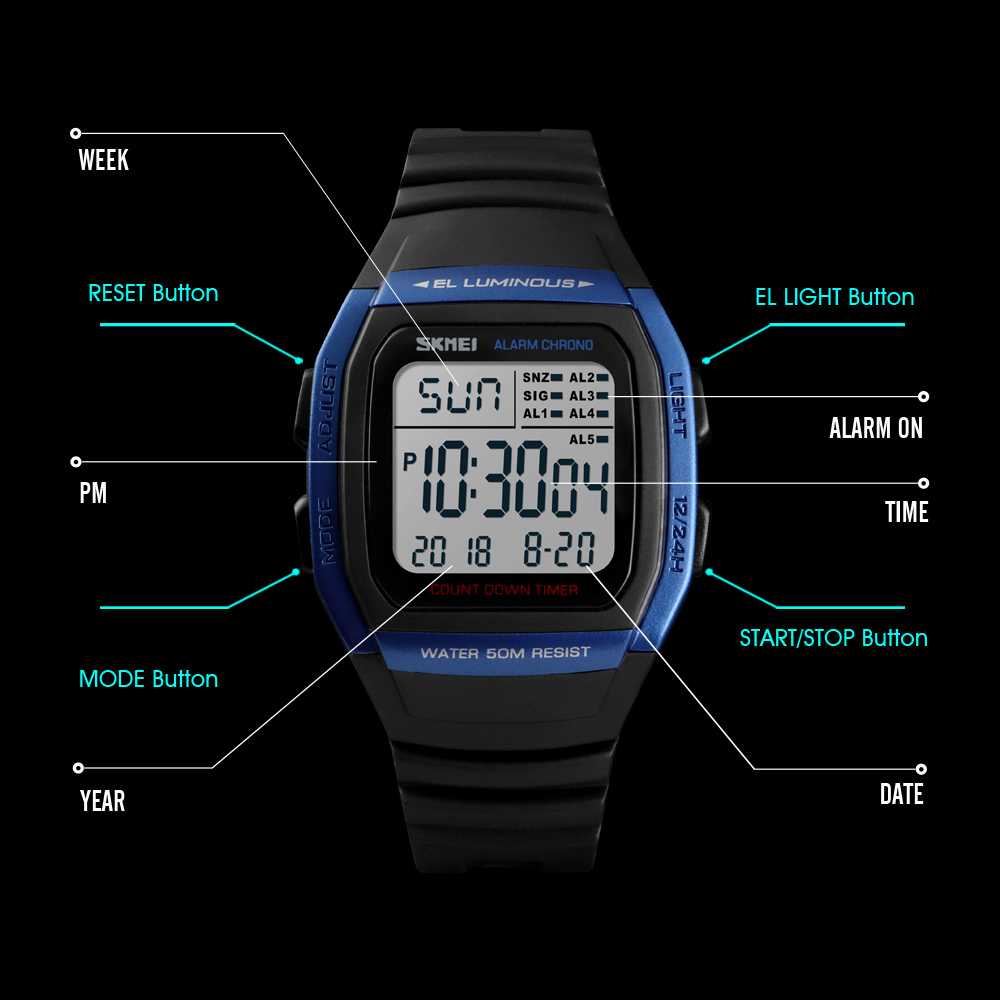 WEEK
RESET Button
EL LIGHT Button
◄EL LUMINOUS►
SKMEI ALARM CHRONO
ADJUST
LIGHT
SUN
SNZ AL2
SIG AL3
AL1 AL4
AL5
ALARM ON
P 10:30 04
PM
TIME
MODE
12/24H
20 18 8-20
COUNT DOWN TIMER
START/STOP Button
WATER 50M RESIST
MODE Button
YEAR
DATE